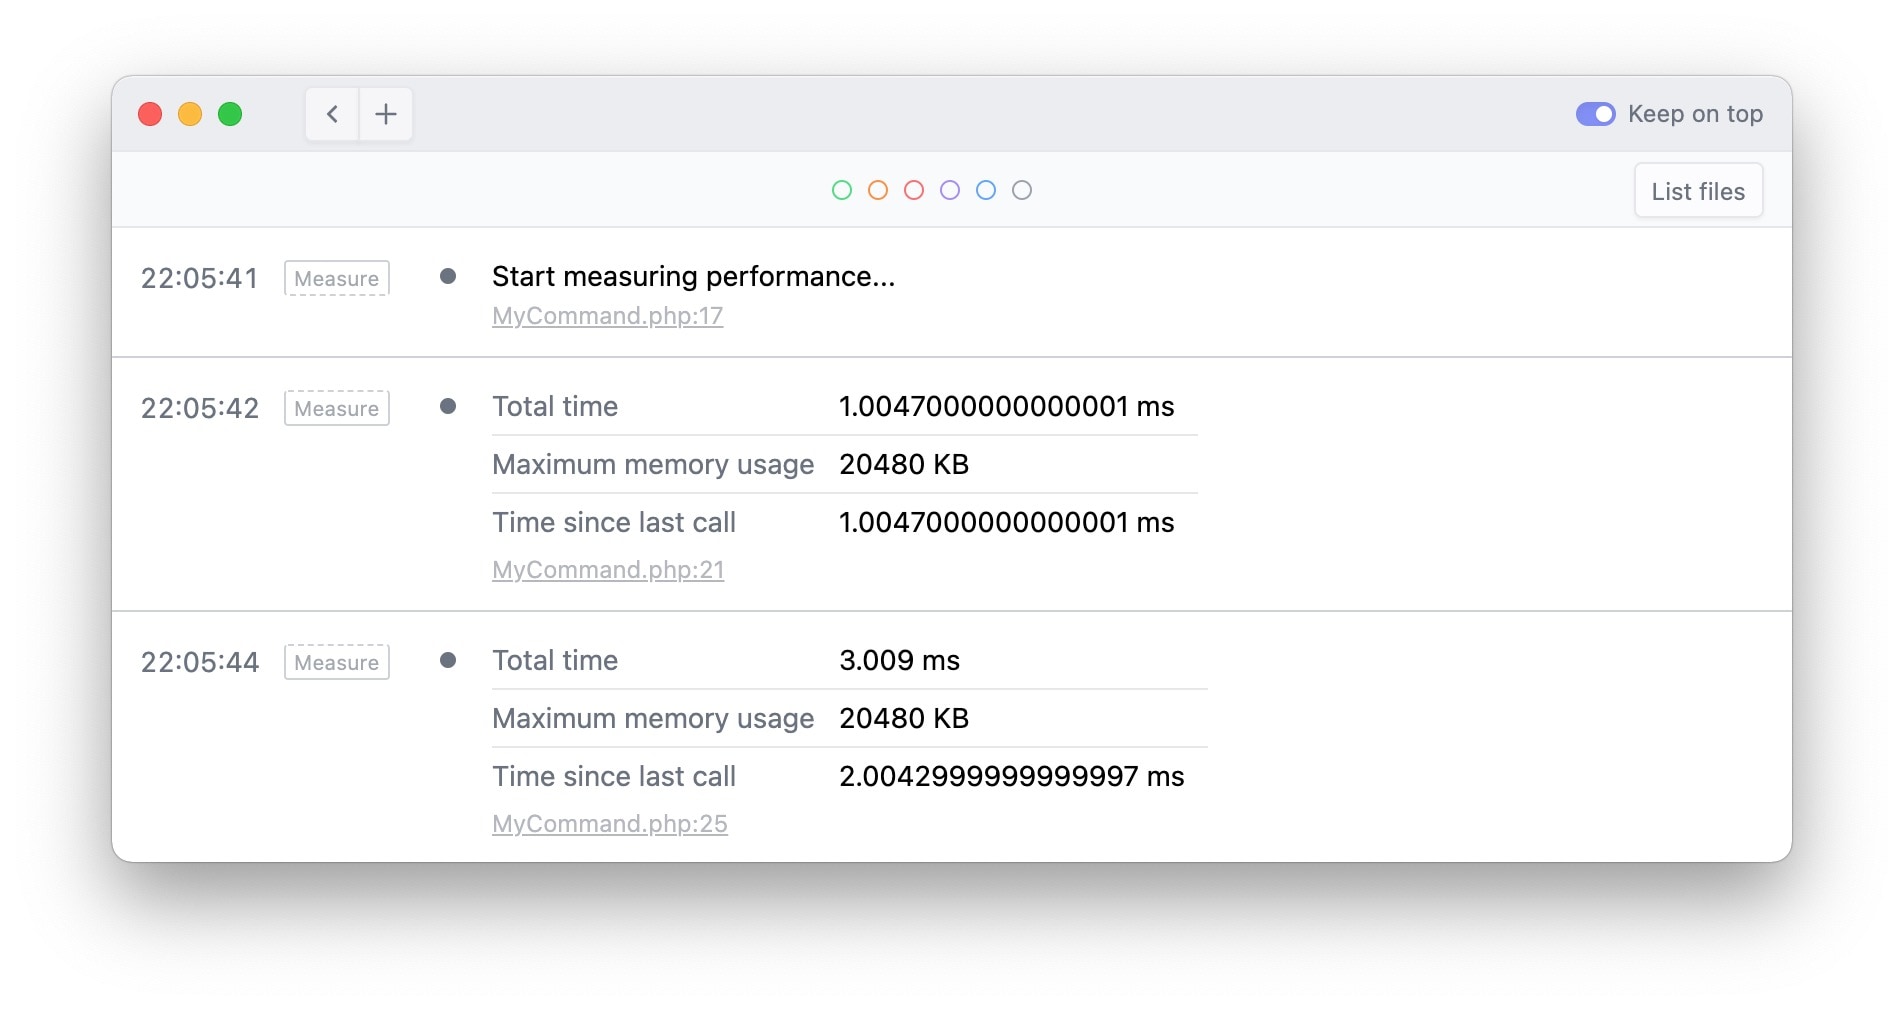 Keep on top
List files
22:05:41 Measure Start measuring performance...
MyCommand.php:17
22:05:42 Measure Total time 1.0047000000000001 ms
Maximum memory usage 20480 KB
Time since last call 1.0047000000000001 ms
MyCommand.php:21
22:05:44 Measure Total time 3.009 ms
Maximum memory usage 20480 KB
Time since last call 2.0042999999999997 ms
MyCommand.php:25